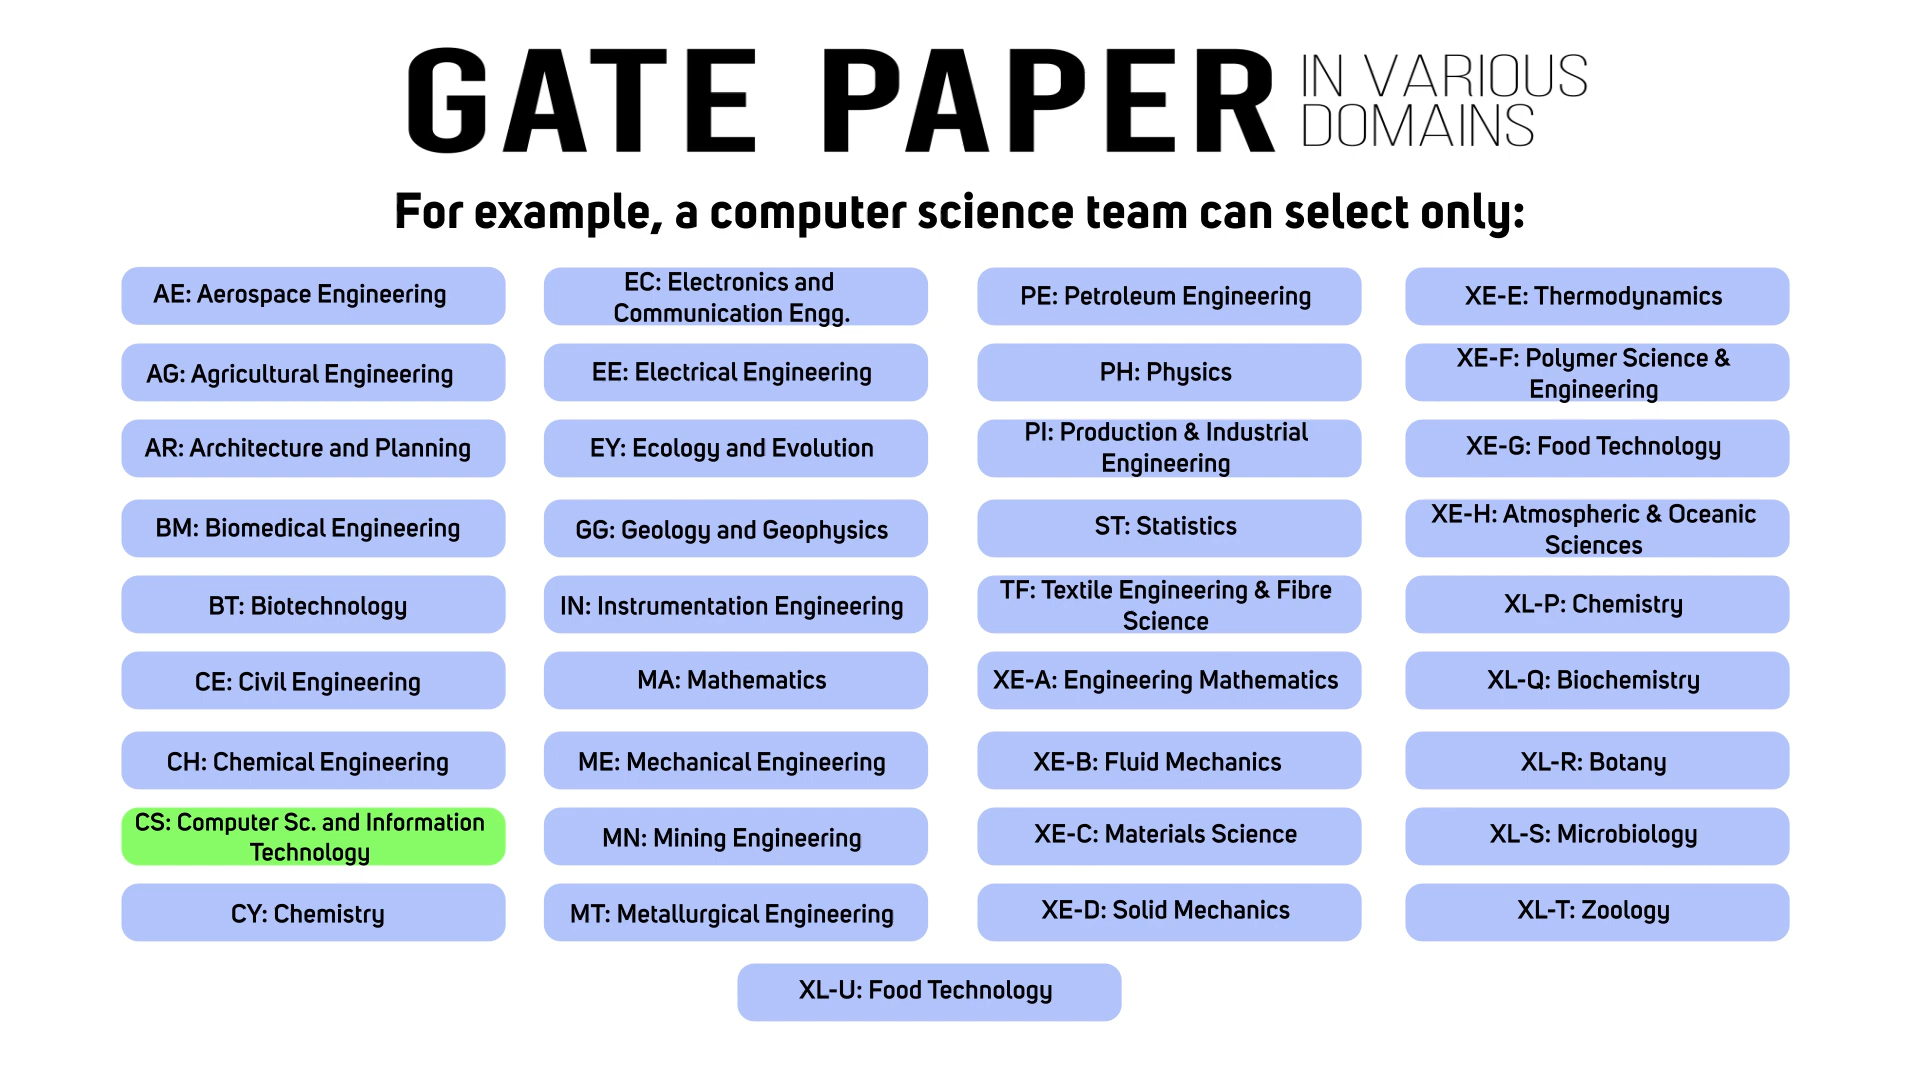 GATE PAPER IN VARIOUS
DOMAINS
For example, a computer science team can select only:
AE: Aerospace Engineering
AG: Agricultural Engineering
AR: Architecture and Planning
BM: Biomedical Engineering
BT: Biotechnology
CE: Civil Engineering
CH: Chemical Engineering
CS: Computer Sc. and Information
Technology
CY: Chemistry
EC: Electronics and
Communication Engg.
EE: Electrical Engineering
EY: Ecology and Evolution
GG: Geology and Geophysics
IN: Instrumentation Engineering
MA: Mathematics
ME: Mechanical Engineering
MN: Mining Engineering
MT: Metallurgical Engineering
PE: Petroleum Engineering
PH: Physics
PI: Production & Industrial
Engineering
ST: Statistics
TF: Textile Engineering & Fibre
Science
XE-A: Engineering Mathematics
XE-B: Fluid Mechanics
XE-C: Materials Science
XE-D: Solid Mechanics
XE-E: Thermodynamics
XE-F: Polymer Science &
Engineering
XE-G: Food Technology
XE-H: Atmospheric & Oceanic
Sciences
XL-P: Chemistry
XL-Q: Biochemistry
XL-R: Botany
XL-S: Microbiology
XL-T: Zoology
XL-U: Food Technology